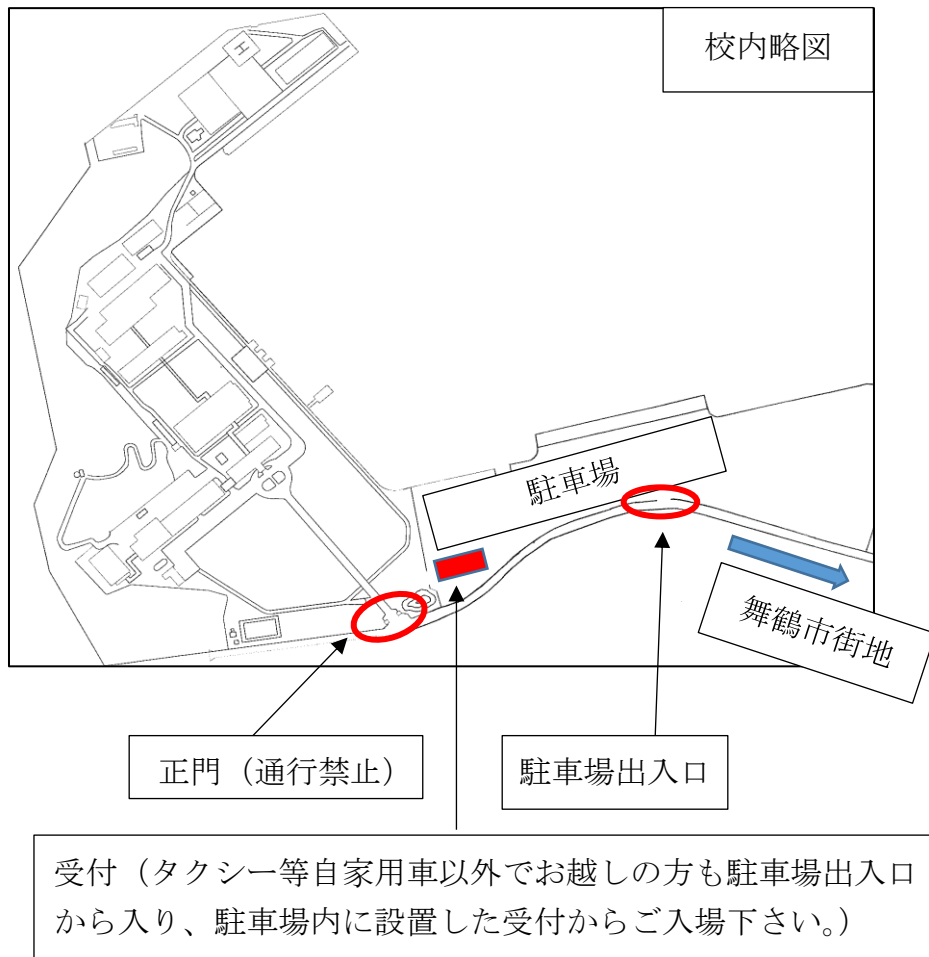 校内略図
H
駐車場
舞鶴市街地
正門（通行禁止）
駐車場出入口
受付（タクシー等自家用車以外でお越しの方も駐車場出入口
から入り、駐車場内に設置した受付からご入場下さい。）